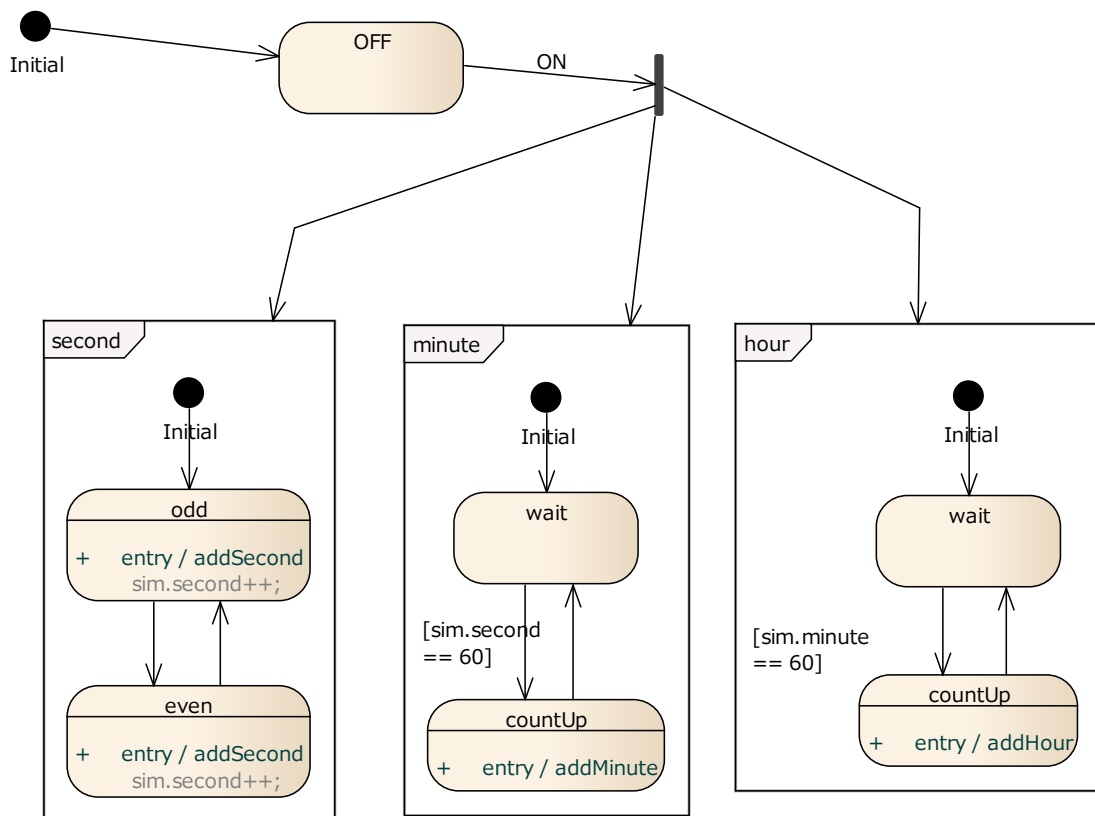 Initial
OFF
ON
second
Initial
odd
+ entry / addSecond
sim.second++;
even
+ entry / addSecond
sim.second++;
minute
Initial
wait
[sim.second
== 60]
countUp
+ entry / addMinute
hour
Initial
wait
[sim.minute
== 60]
countUp
+ entry / addHour